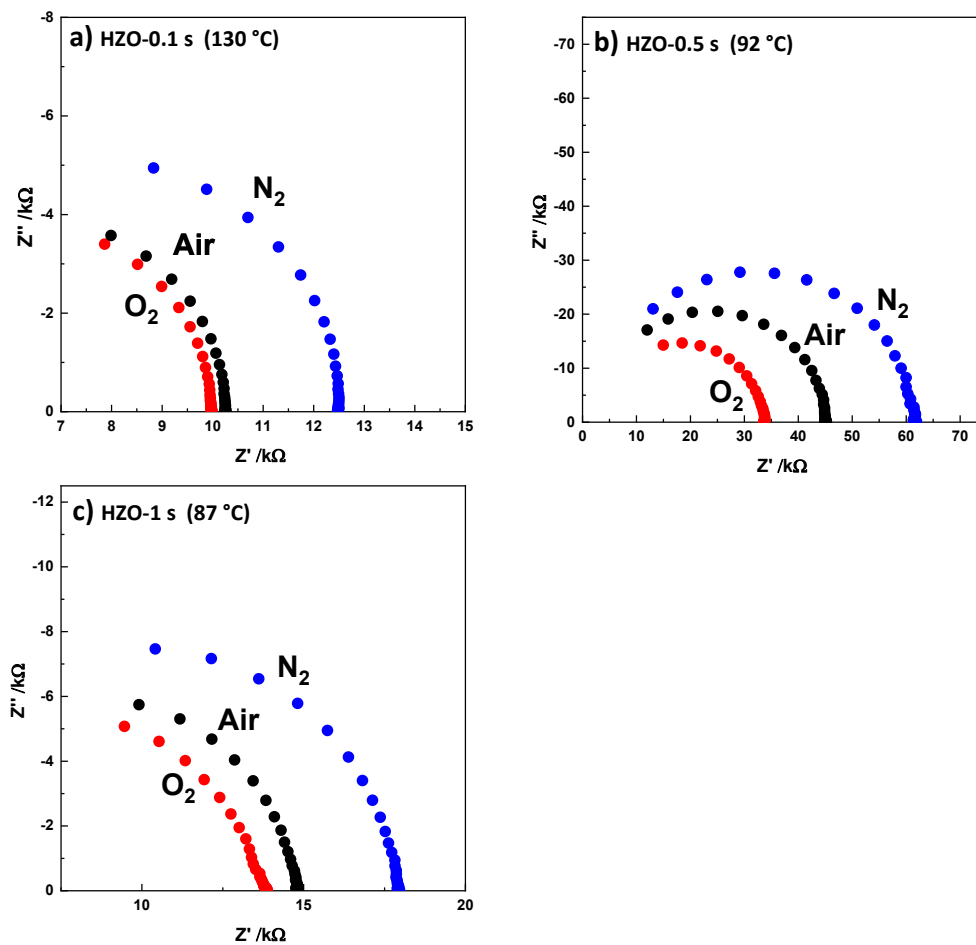 a) HZO-0.1 s (130 °C)
-8
-6
-4
-2
0
Z'' /kΩ
N2
Air
O2
7 8 9 10 11 12 13 14 15
Z' /kΩ
b) HZO-0.5 s (92 °C)
-70
-60
-50
-40
-30
-20
-10
0
Z'' /kΩ
N2
Air
O2
0 10 20 30 40 50 60 70
Z' /kΩ
c) HZO-1 s (87 °C)
-12
-10
-8
-6
-4
-2
0
Z'' /kΩ
N2
Air
O2
10 15 20
Z' /kΩ